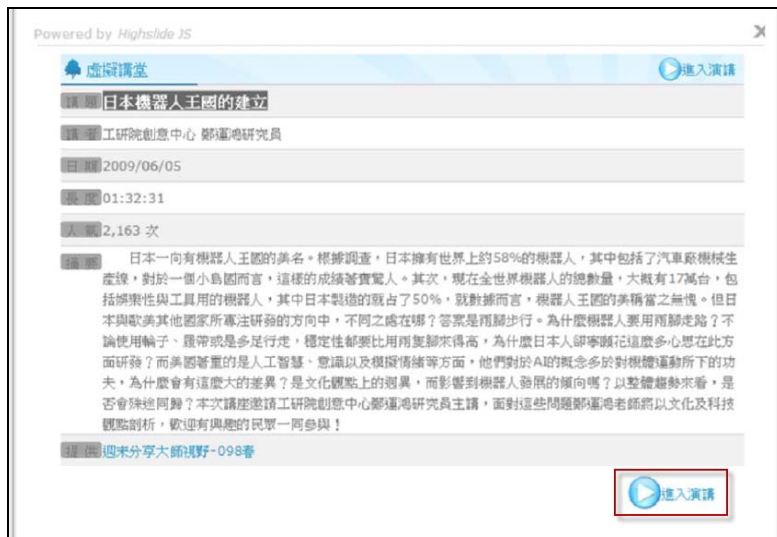 Powered by Highslide JS
虛擬講堂
進入演講
講題 日本機器人王國的建立
講者 工研院創意中心 鄭運鴻研究員
日期 2009/06/05
長度 01:32:31
人氣 2,163 次
摘要 日本一向有機器人王國的美名。根據調查，日本擁有世界上約58%的機器人，其中包括了汽車廠機械生
產線，對於一個小島國而言，這樣的成績著實驚人。其次，現在全世界機器人的總數量，大概有17萬台，包
括娛樂性與工具用的機器人，其中日本製造的就占了50%，就數據而言，機器人王國的美稱當之無愧。但日
本與歐美其他國家所專注研發的方向中，不同之處在哪？答案是兩腳步行。為什麼機器人要用兩腳走路？不
論使用輪子、履帶或是多足行走，穩定性都要比用兩隻腳來得高，為什麼日本人卻寧願花這麼多心思在此方
面研發？而美國著重的是人工智慧、意識以及模擬情緒等方面，他們對於AI的概念多於對機體運動所下的功
夫，為什麼會有這麼大的差異？是文化觀點上的迥異，而影響到機器人發展的傾向嗎？以整體趨勢來看，是
否會殊途同歸？本次講座邀請工研院創意中心鄭運鴻研究員主講，面對這些問題鄭運鴻老師將以文化及科技
觀點剖析，歡迎有興趣的民眾一同參與！
提供 週末分享大師視野-098春
進入演講